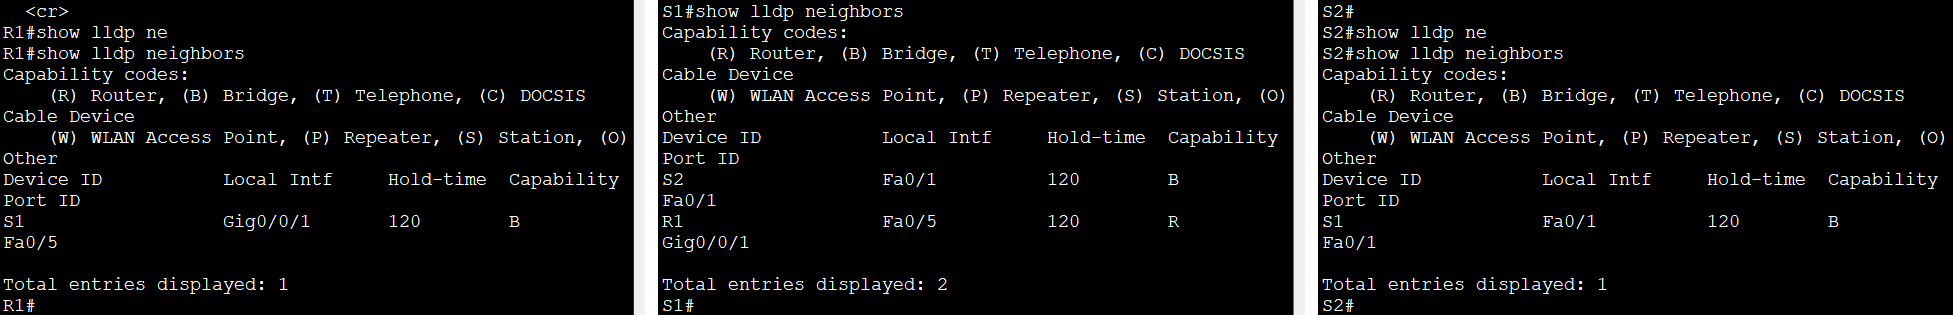 <cr>
R1#show lldp ne
R1#show lldp neighbors
Capability codes:
    (R) Router, (B) Bridge, (T) Telephone, (C) DOCSIS
Cable Device
    (W) WLAN Access Point, (P) Repeater, (S) Station, (O)
Other
Device ID           Local Intf     Hold-time  Capability
Port ID
S1                  Gig0/0/1       120        B
Fa0/5

Total entries displayed: 1
R1#
S1#show lldp neighbors
Capability codes:
    (R) Router, (B) Bridge, (T) Telephone, (C) DOCSIS
Cable Device
    (W) WLAN Access Point, (P) Repeater, (S) Station, (O)
Other
Device ID           Local Intf     Hold-time  Capability
Port ID
S2                  Fa0/1          120        B
Fa0/1
R1                  Fa0/5          120        R
Gig0/0/1

Total entries displayed: 2
S1#
S2#
S2#show lldp ne
S2#show lldp neighbors
Capability codes:
    (R) Router, (B) Bridge, (T) Telephone, (C) DOCSIS
Cable Device
    (W) WLAN Access Point, (P) Repeater, (S) Station, (O)
Other
Device ID           Local Intf     Hold-time  Capability
Port ID
S1                  Fa0/1          120        B
Fa0/1

Total entries displayed: 1
S2#